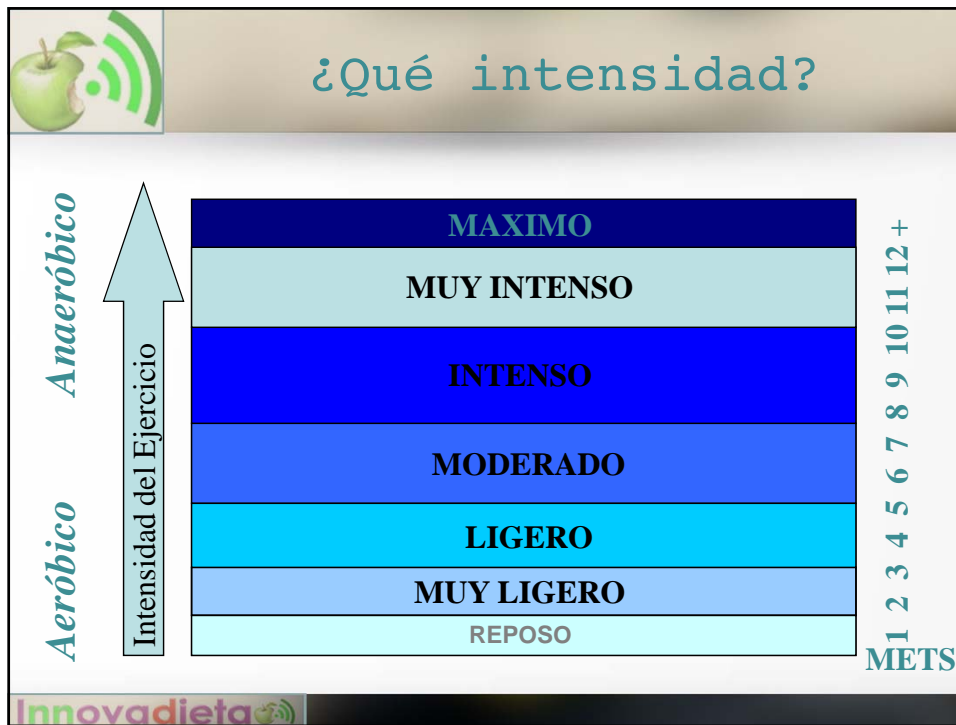 ¿Qué intensidad?
Anaeróbico
Aeróbico
Intensidad del Ejercicio
MAXIMO
MUY INTENSO
INTENSO
MODERADO
LIGERO
MUY LIGERO
REPOSO
1 2 3 4 5 6 7 8 9 10 11 12 +
METS
Innovadieta